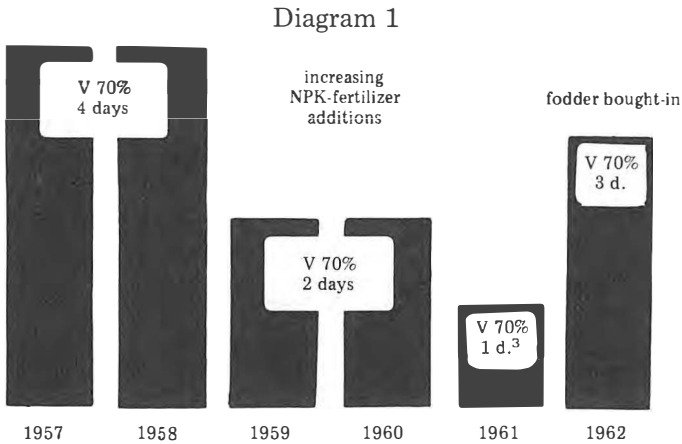 Diagram 1
increasing
NPK-fertilizer
additions
fodder bought-in
V 70%
4 days
V 70%
2 days
V 70%
1 d.³
V 70%
3 d.
1957 1958 1959 1960 1961 1962